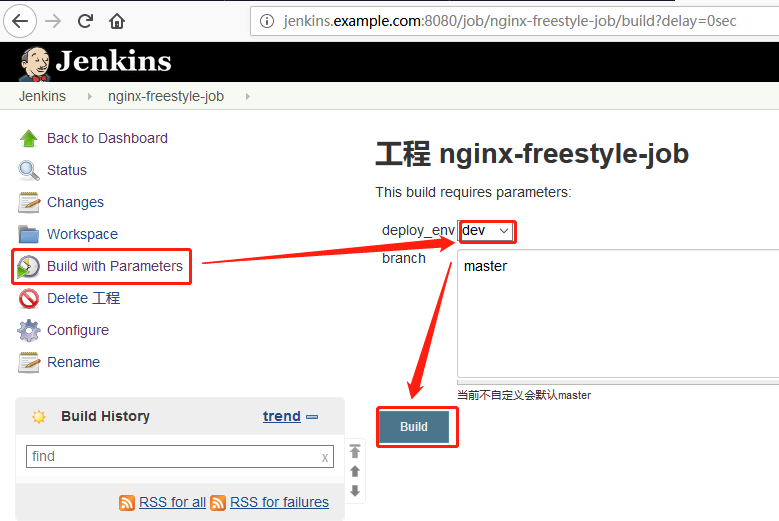 jenkins.example.com:8080/job/nginx-freestyle-job/build?delay=0sec
Jenkins
Jenkins nginx-freestyle-job
Back to Dashboard
Status
Changes
Workspace
Build with Parameters
Delete 工程
Configure
Rename
Build History trend
find x
RSS for all RSS for failures
工程 nginx-freestyle-job
This build requires parameters:
deploy_env dev
branch
master
当前不自定义会默认master
Build